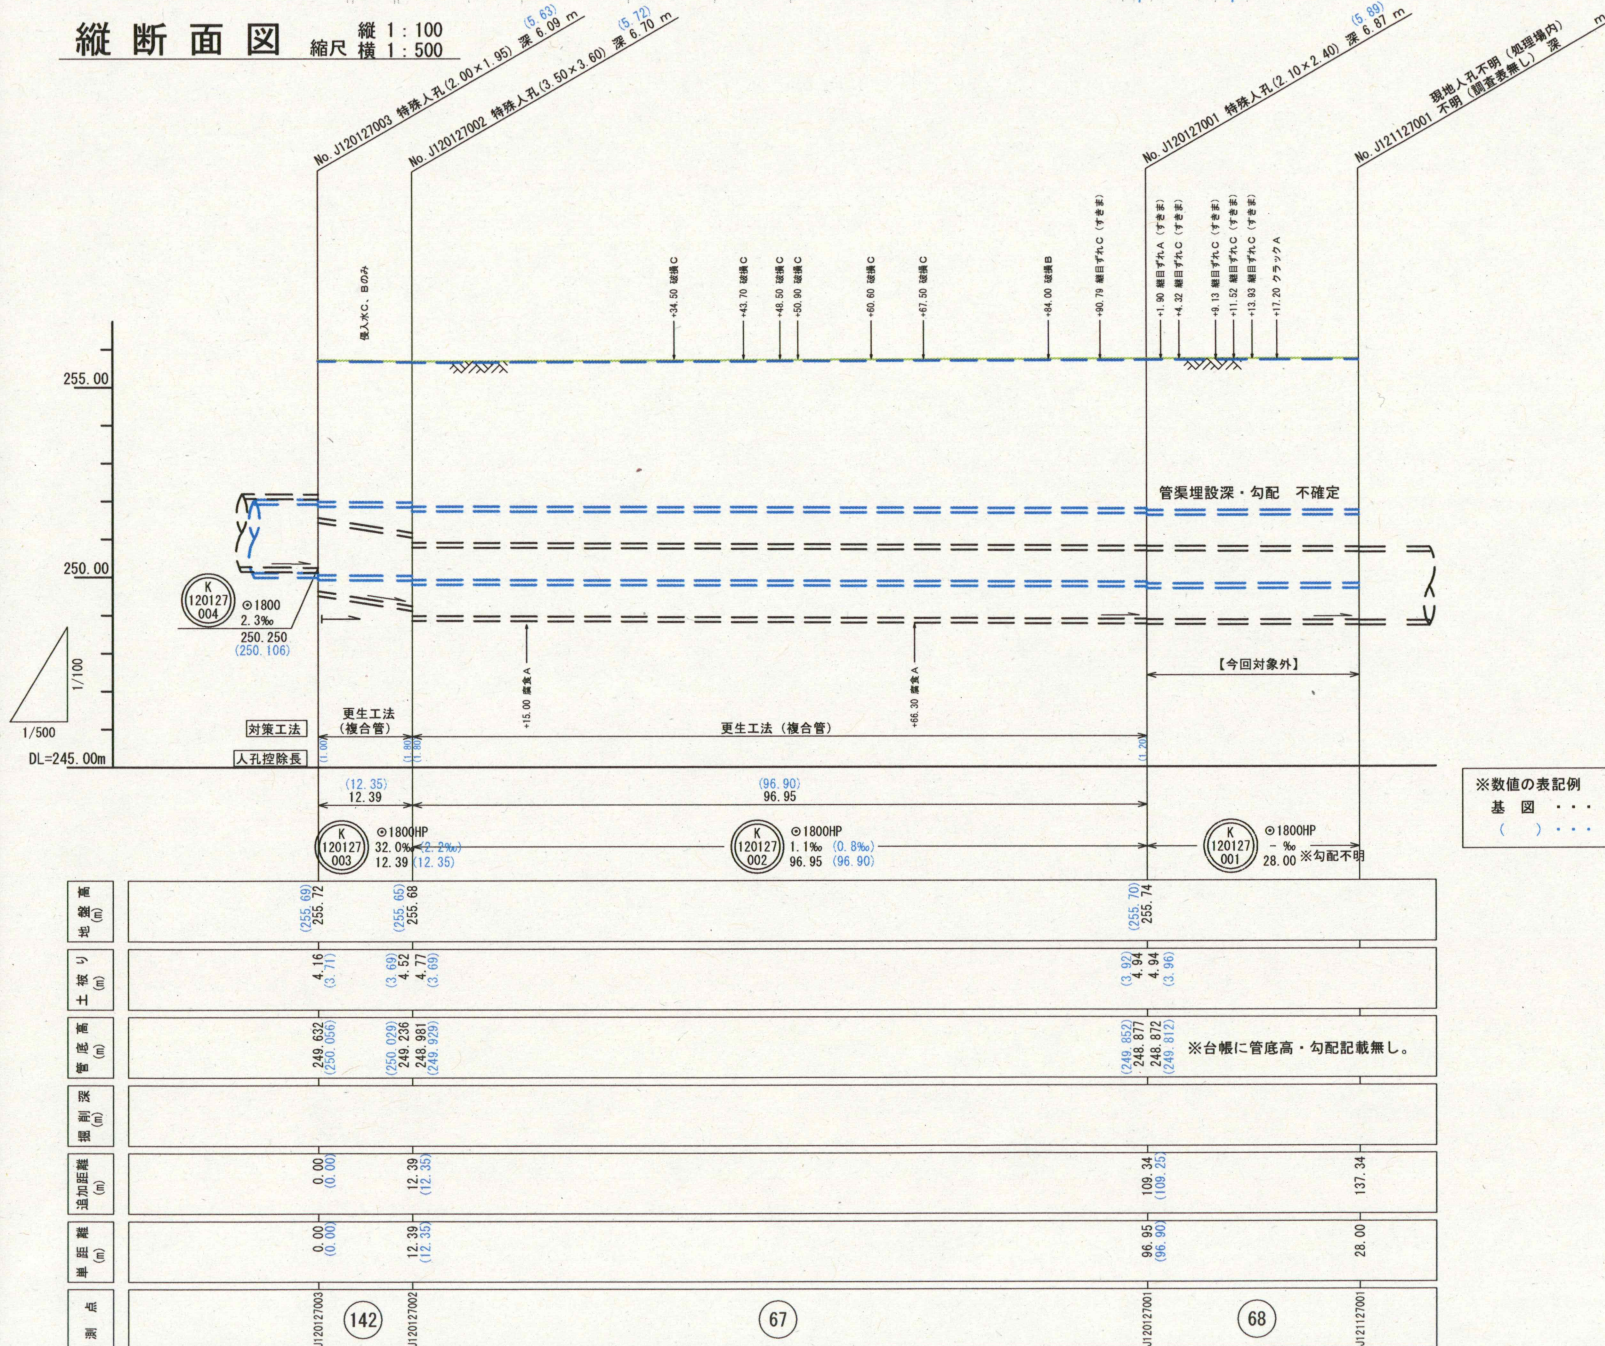 縦断面図
縮尺 縦 1:100
横 1:500
(5.63)
No.J120127003 特殊人孔(2.00×1.95) 深 6.09 m
(5.72)
No.J120127002 特殊人孔(3.50×3.60) 深 6.70 m
(5.89)
No.J120127001 特殊人孔(2.10×2.40) 深 6.87 m
現地人孔不明(処理場内)
No.J121127001 不明(調査表無し) 深 m
侵入水C、Bのみ
+34.50 破損C
+43.70 破損C
+48.50 破損C
+50.90 破損C
+60.60 破損C
+67.50 破損C
+84.00 破損B
+90.79 継目ずれC(すきま)
+1.90 継目ずれA(すきま)
+4.32 継目ずれC(すきま)
+9.13 継目ずれC(すきま)
+11.52 継目ずれC(すきま)
+13.93 継目ずれC(すきま)
+17.20 クラックA
255.00
250.00
管渠埋設深・勾配 不確定
K
120127
004
⊙1800
2.3‰
250.250
(250.106)
1/100
1/500
DL=245.00m
+15.00 腐食A
+66.30 腐食A
【今回対象外】
対策工法
更生工法
(複合管)
更生工法(複合管)
人孔控除長
(1.00)
(1.80)
(1.80)
(1.20)
(12.35)
12.39
(96.90)
96.95
K
120127
003
⊙1800HP
32.0‰ (2.2‰)
12.39 (12.35)
K
120127
002
⊙1800HP
1.1‰ (0.8‰)
96.95 (96.90)
K
120127
001
⊙1800HP
- ‰
28.00 ※勾配不明
※数値の表記例
基 図 ・・・
( ) ・・・
地盤高
(m)
(255.69)
255.72
(255.65)
255.68
(255.70)
255.74
土被り
(m)
4.16
(3.71)
(3.69)
4.52
4.77
(3.69)
(3.92)
4.94
4.94
(3.96)
管底高
(m)
249.632
(250.056)
(250.029)
249.236
248.981
(249.929)
(249.852)
248.877
248.872
(249.812)
※台帳に管底高・勾配記載無し。
掘削深
(m)
追加距離
(m)
0.00
(0.00)
12.39
(12.35)
109.34
(109.25)
137.34
単距離
(m)
0.00
(0.00)
12.39
(12.35)
96.95
(96.90)
28.00
測点
J120127003
142
J120127002
67
J120127001
68
J121127001